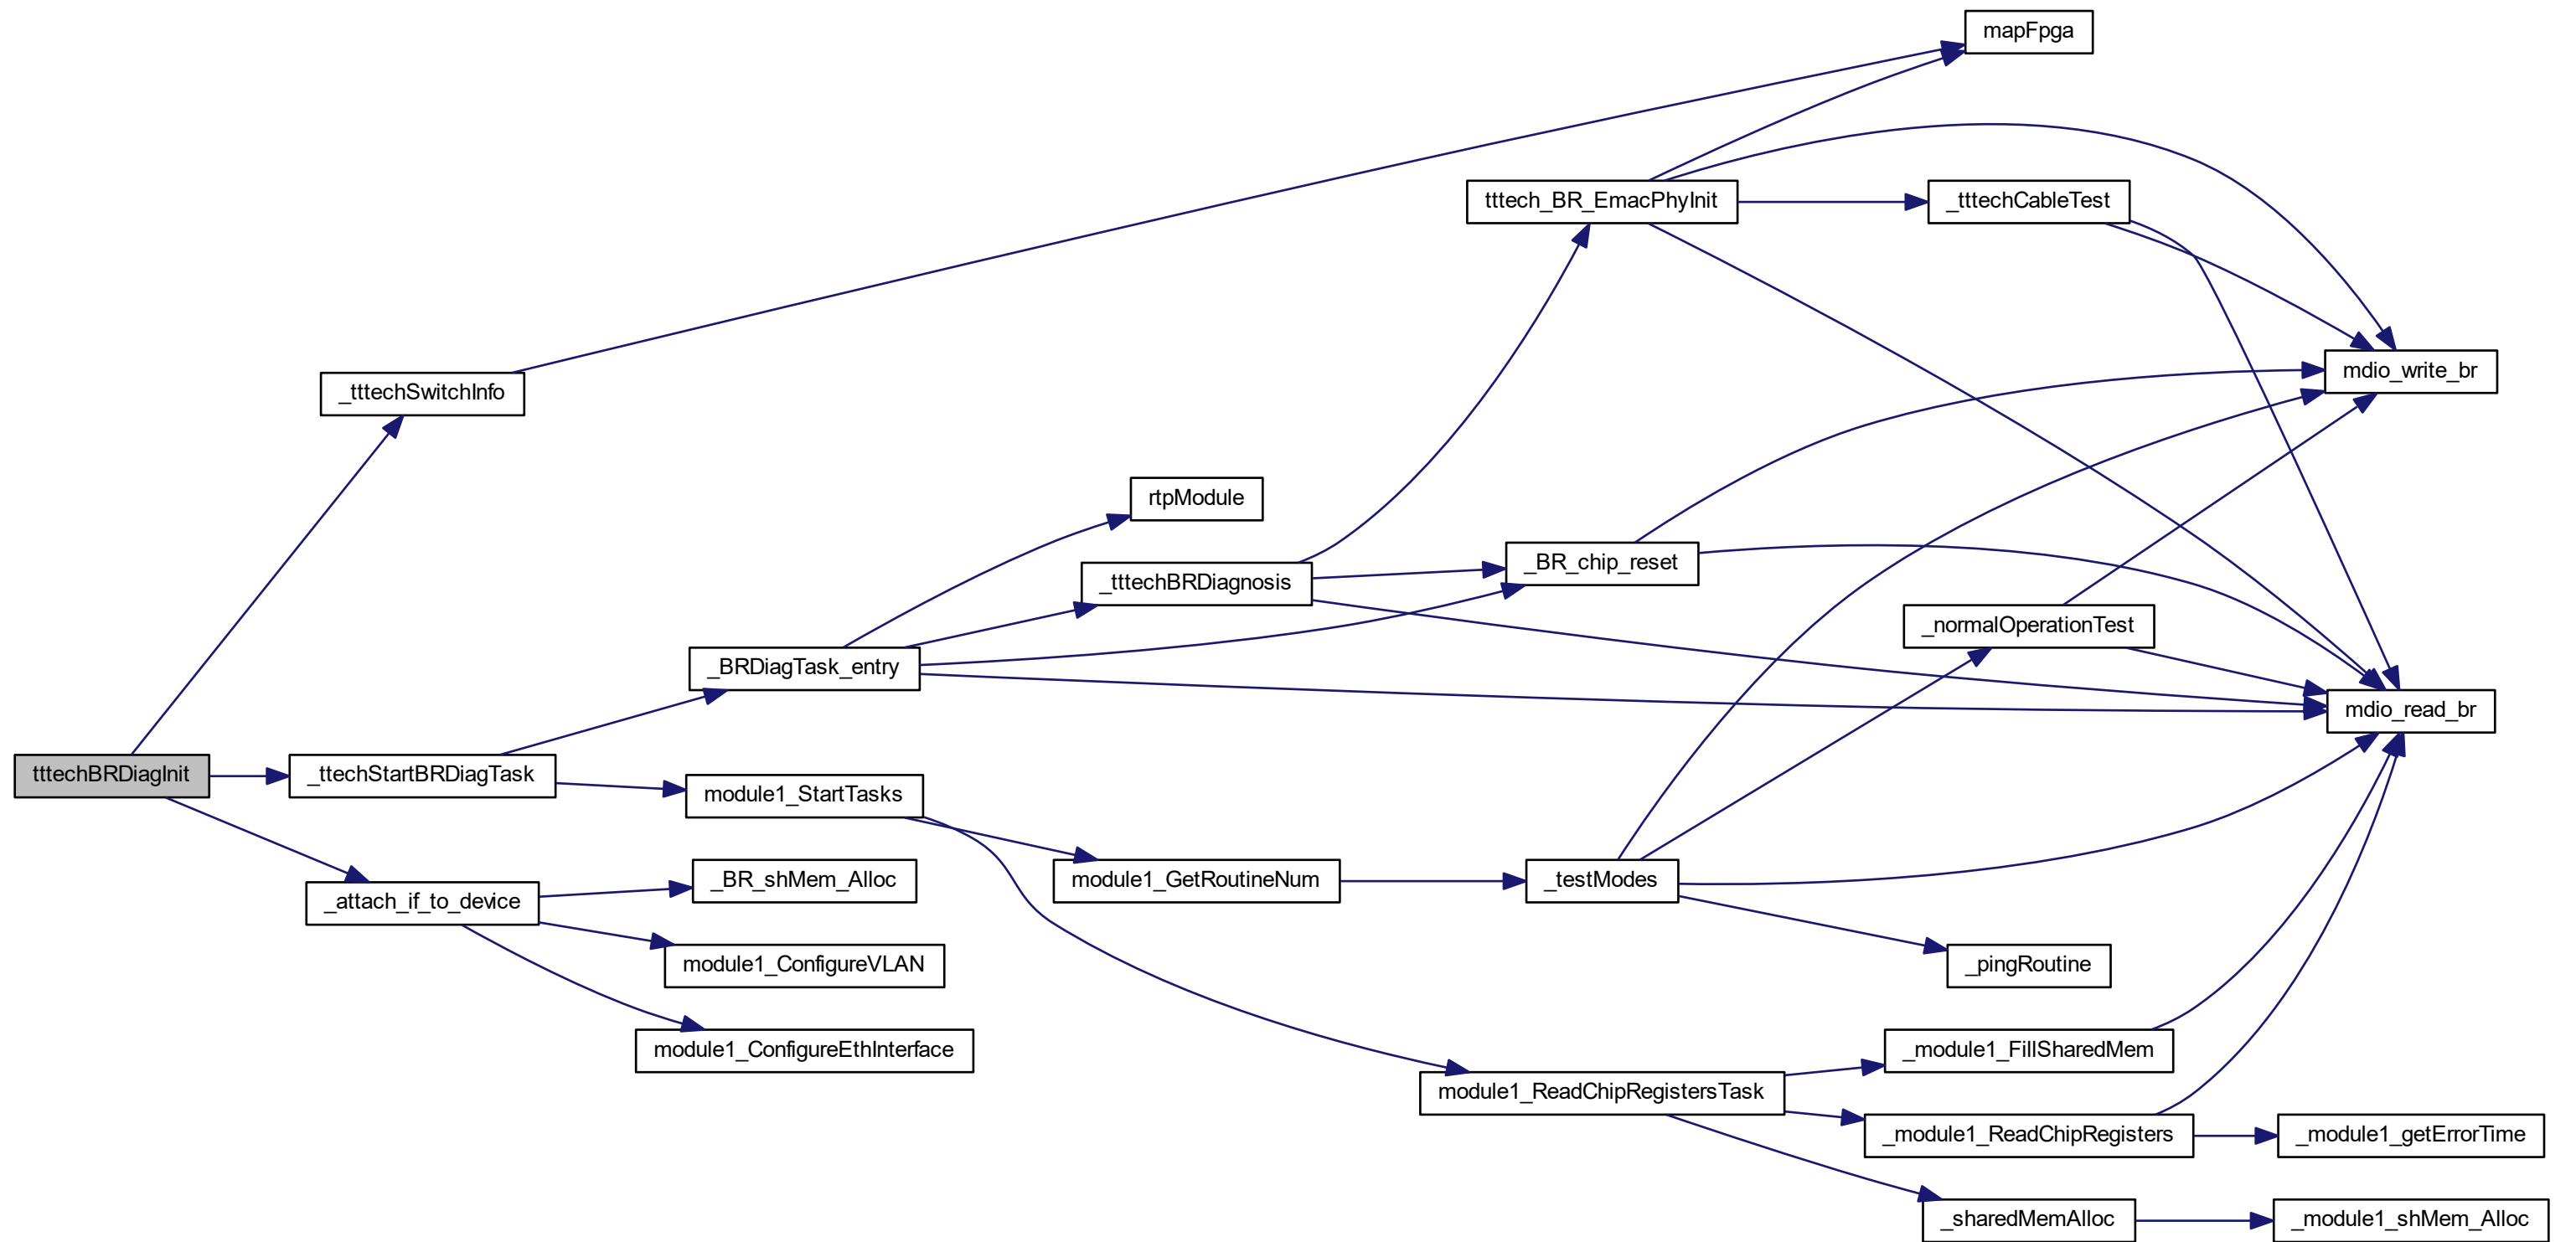 mapFpga
tttech_BR_EmacPhyInit
_tttechCableTest
mdio_write_br
_tttechSwitchInfo
rtpModule
_BR_chip_reset
_tttechBRDiagnosis
_normalOperationTest
_BRDiagTask_entry
mdio_read_br
tttechBRDiagInit
_ttechStartBRDiagTask
module1_StartTasks
_BR_shMem_Alloc
module1_GetRoutineNum
_testModes
_attach_if_to_device
module1_ConfigureVLAN
_pingRoutine
module1_ConfigureEthInterface
_module1_FillSharedMem
module1_ReadChipRegistersTask
_module1_ReadChipRegisters
_module1_getErrorTime
_sharedMemAlloc
_module1_shMem_Alloc